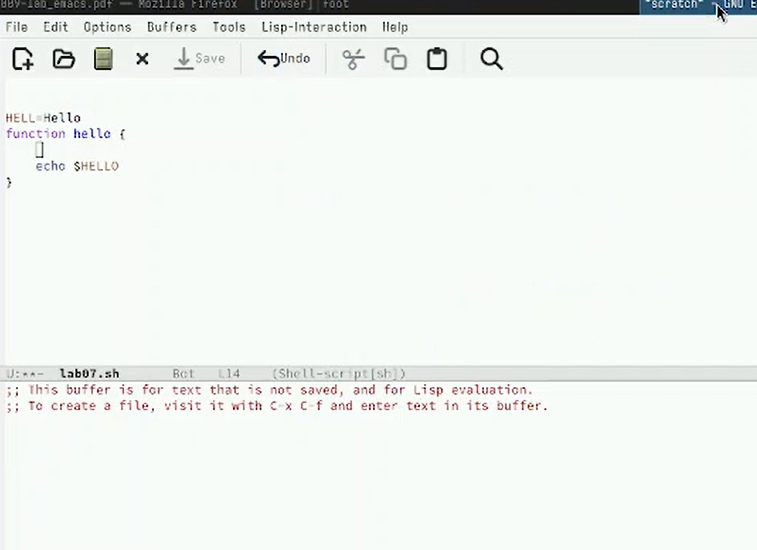 009-lab_emacs.pdf — Mozilla Firefox [Browser] foot *scratch* - GNU E
File Edit Options Buffers Tools Lisp-Interaction Help
Save Undo
HELL=Hello
function hello {
echo $HELLO
}
U:**- lab07.sh Bot L14 (Shell-script[sh])
;; This buffer is for text that is not saved, and for Lisp evaluation.
;; To create a file, visit it with C-x C-f and enter text in its buffer.